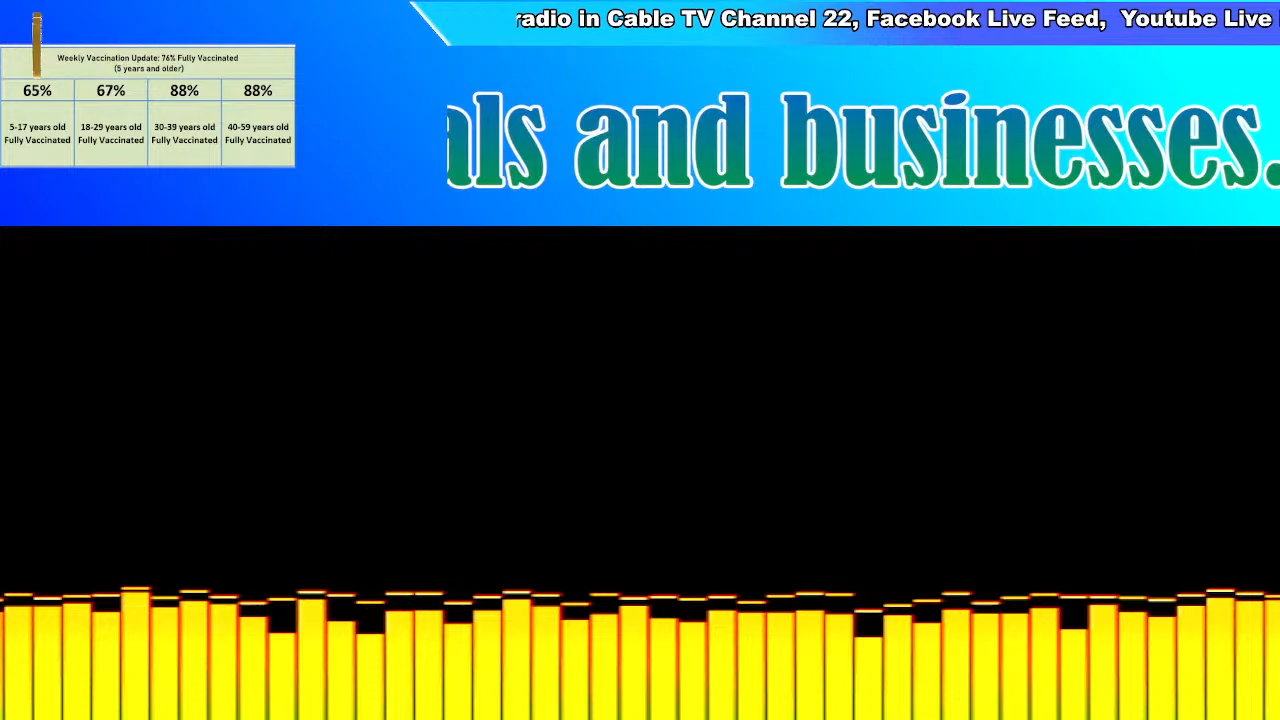 radio in Cable TV Channel 22, Facebook Live Feed, Youtube Live
Weekly Vaccination Update: 76% Fully Vaccinated
(5 years and older)
65% 67% 88% 88%
5-17 years old 18-29 years old 30-39 years old 40-59 years old
Fully Vaccinated Fully Vaccinated Fully Vaccinated Fully Vaccinated
als and businesses.